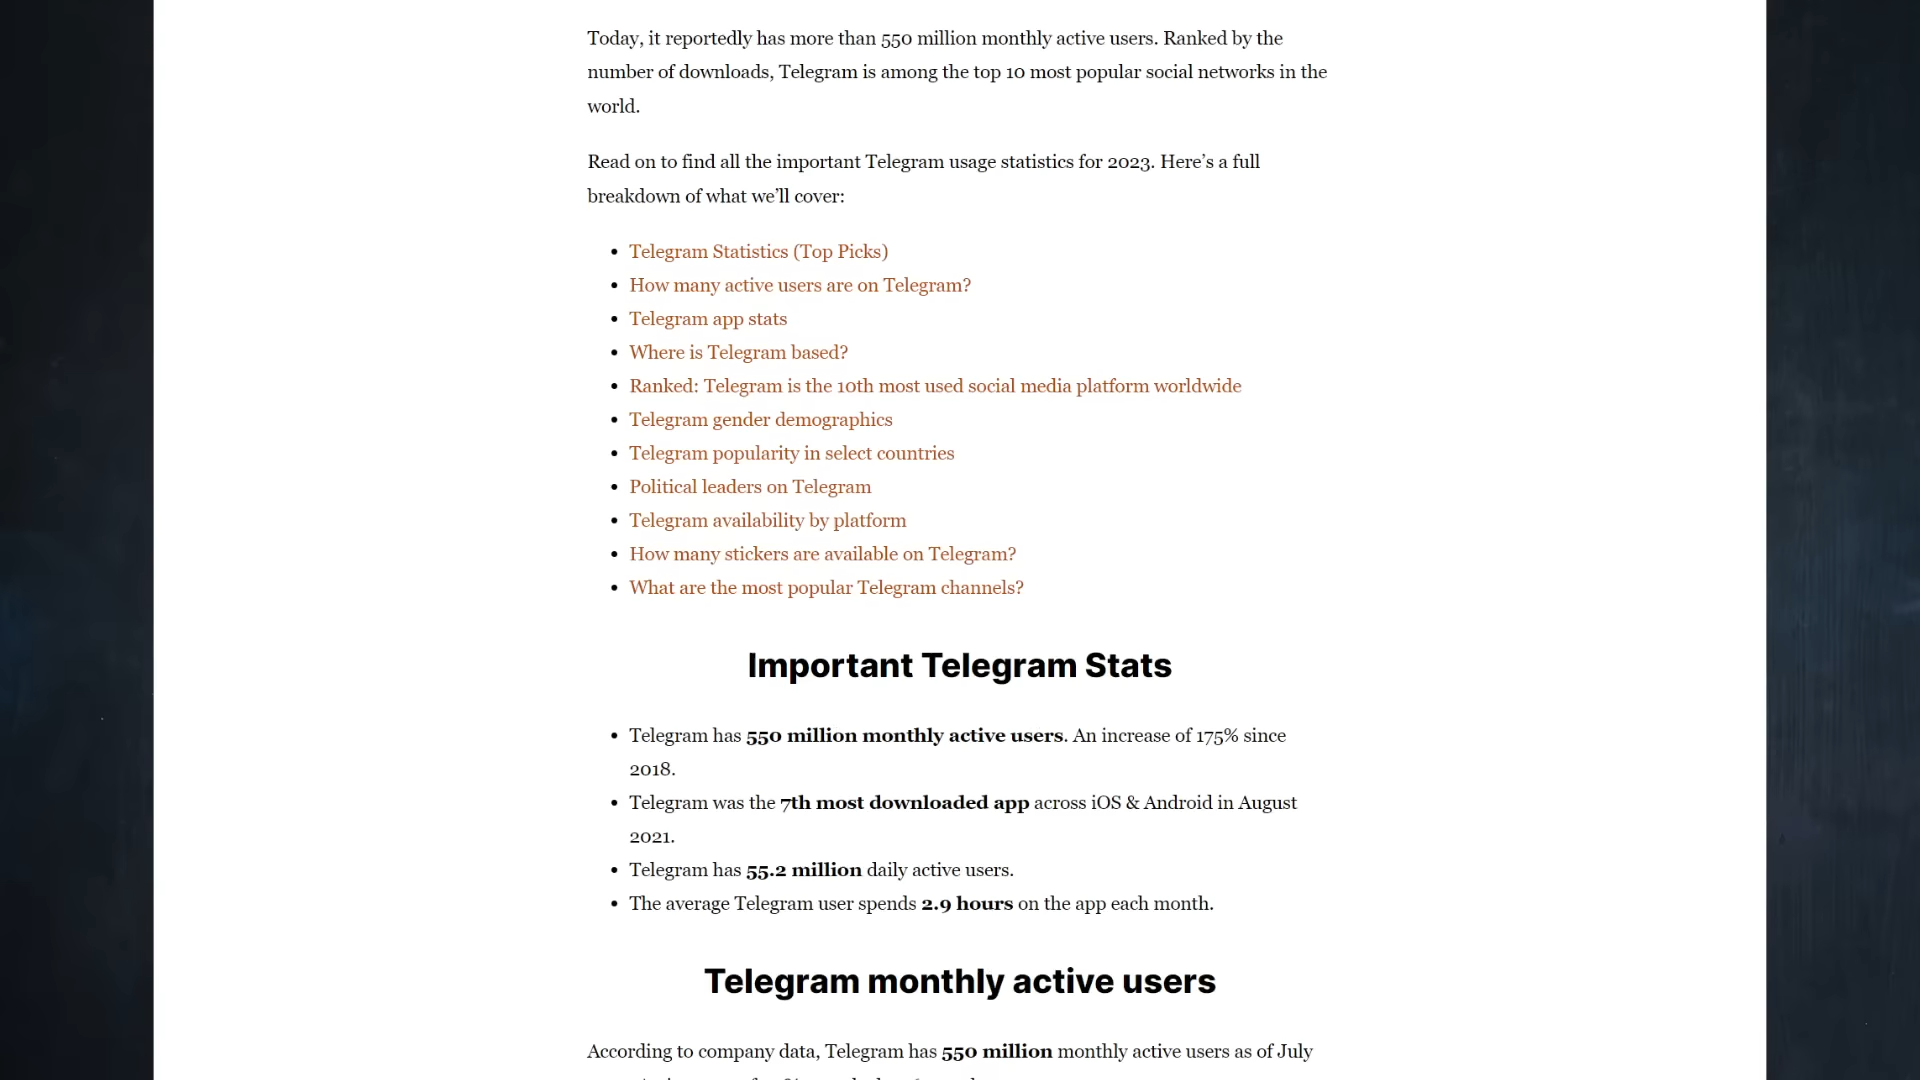 Today, it reportedly has more than 550 million monthly active users. Ranked by the
number of downloads, Telegram is among the top 10 most popular social networks in the
world.
Read on to find all the important Telegram usage statistics for 2023. Here’s a full
breakdown of what we’ll cover:
• Telegram Statistics (Top Picks)
• How many active users are on Telegram?
• Telegram app stats
• Where is Telegram based?
• Ranked: Telegram is the 10th most used social media platform worldwide
• Telegram gender demographics
• Telegram popularity in select countries
• Political leaders on Telegram
• Telegram availability by platform
• How many stickers are available on Telegram?
• What are the most popular Telegram channels?
Important Telegram Stats
• Telegram has 550 million monthly active users. An increase of 175% since
2018.
• Telegram was the 7th most downloaded app across iOS & Android in August
2021.
• Telegram has 55.2 million daily active users.
• The average Telegram user spends 2.9 hours on the app each month.
Telegram monthly active users
According to company data, Telegram has 550 million monthly active users as of July